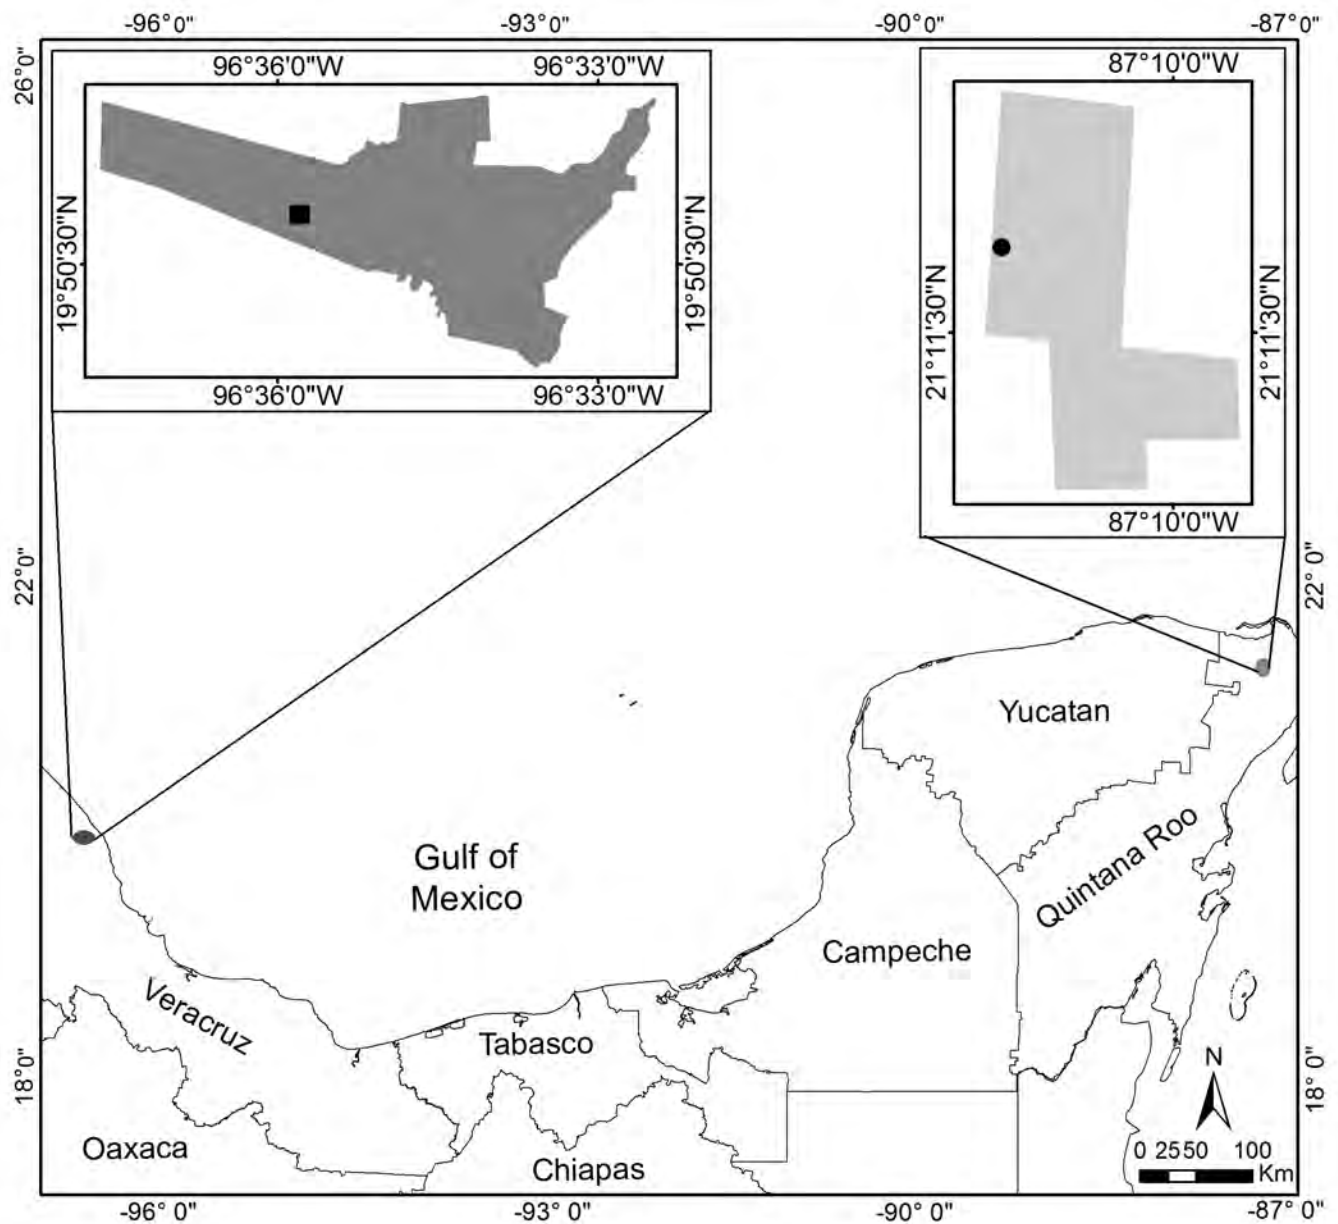 -96° 0" -93° 0" -90° 0" -87° 0"
26°0"
96°36'0"W 96°33'0"W
19°50'30"N 19°50'30"N
96°36'0"W 96°33'0"W
87°10'0"W
21°11'30"N 21°11'30"N
87°10'0"W
22°0" 22° 0"
Yucatan
Gulf of
Mexico
Quintana Roo
Campeche
Veracruz
Tabasco
18°0" 18° 0"
N
Oaxaca
Chiapas
0 25 50 100
Km
-96° 0" -93° 0" -90° 0" -87° 0"